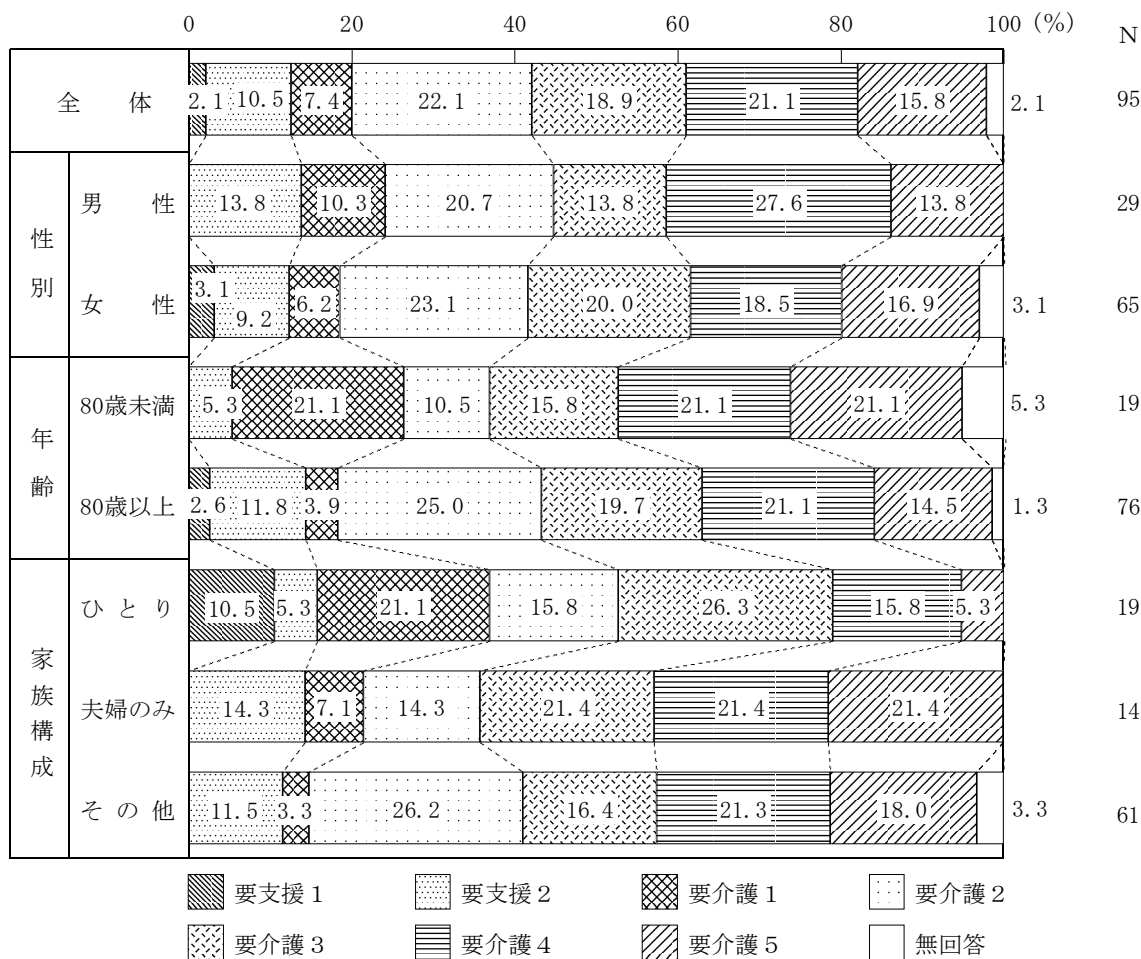 0 20 40 60 80 100 (%) N
全体 2.1 10.5 7.4 22.1 18.9 21.1 15.8 2.1 95
性別
男性 13.8 10.3 20.7 13.8 27.6 13.8 29
女性 3.1 9.2 6.2 23.1 20.0 18.5 16.9 3.1 65
年齢
80歳未満 5.3 21.1 10.5 15.8 21.1 21.1 5.3 19
80歳以上 2.6 11.8 3.9 25.0 19.7 21.1 14.5 1.3 76
家族構成
ひとり 10.5 5.3 21.1 15.8 26.3 15.8 5.3 19
夫婦のみ 14.3 7.1 14.3 21.4 21.4 21.4 14
その他 11.5 3.3 26.2 16.4 21.3 18.0 3.3 61
要支援1 要支援2 要介護1 要介護2
要介護3 要介護4 要介護5 無回答